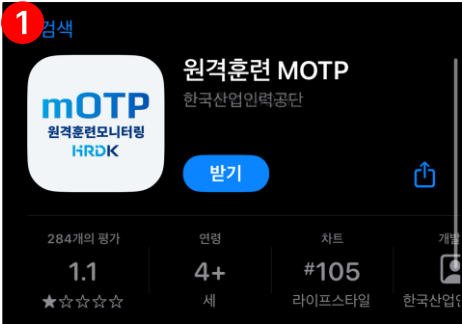 1
검색
mOTP
원격훈련모니터링
HRDK
원격훈련 MOTP
한국산업인력공단
받기
284개의 평가
1.1
연령
4+
세
차트
#105
라이프스타일
개발
한국산업인